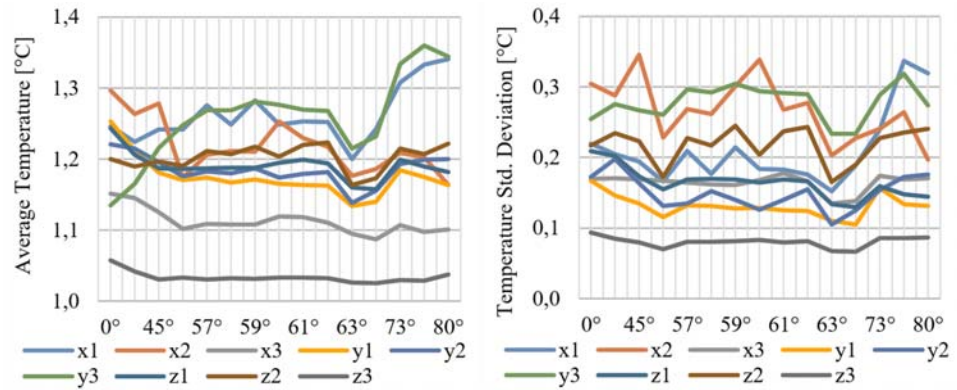 Average Temperature [°C]
1,4
1,3
1,2
1,1
1,0
0° 45° 57° 59° 61° 63° 73° 80°
x1 x2 x3 y1 y2
y3 z1 z2 z3
Temperature Std. Deviation [°C]
0,4
0,3
0,2
0,1
0,0
0° 45° 57° 59° 61° 63° 73° 80°
x1 x2 x3 y1 y2
y3 z1 z2 z3